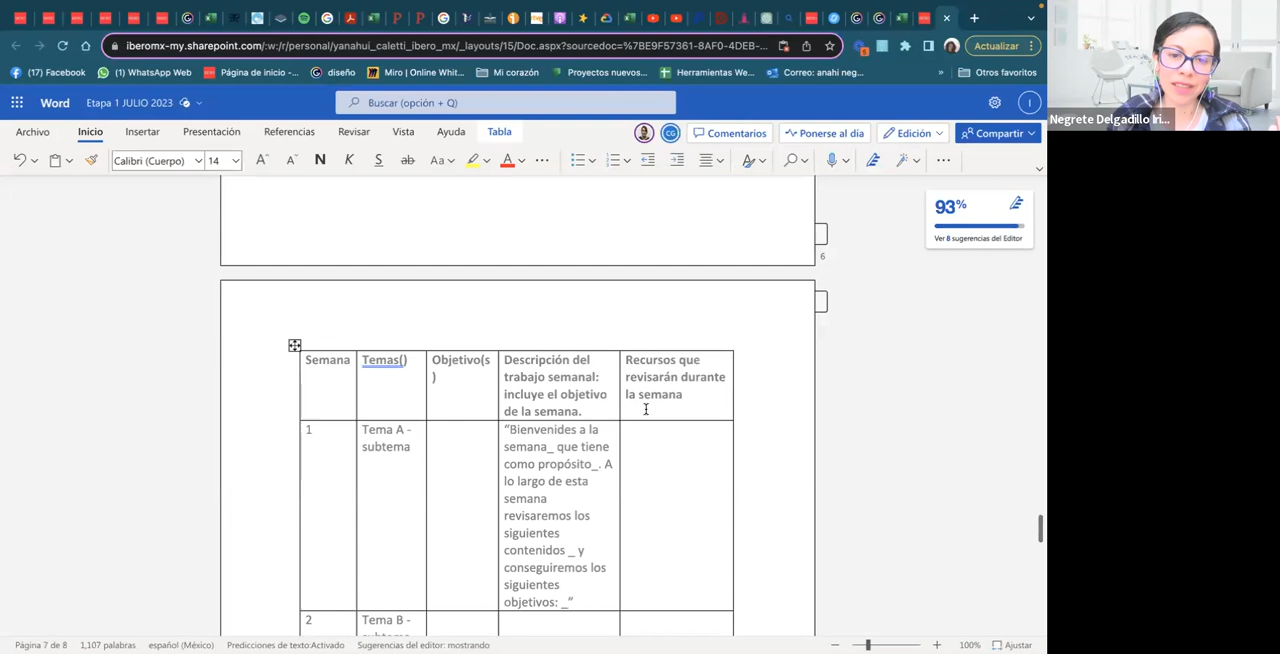 iberomx-my.sharepoint.com/:w:/r/personal/yanahui_caletti_ibero_mx/_layouts/15/Doc.aspx?sourcedoc=%7BE9F57361-8AF0-4DEB-...
Actualizar
(17) Facebook
(1) WhatsApp Web
Página de inicio -...
diseño
Miro | Online Whit...
Mi corazón
Proyectos nuevos...
Herramientas We...
Correo: anahi neg...
»
Otros favoritos
Word
Etapa 1 JULIO 2023
Buscar (opción + Q)
I
Negrete Delgadillo Iri...
Archivo
Inicio
Insertar
Presentación
Referencias
Revisar
Vista
Ayuda
Tabla
CG
Comentarios
Ponerse al día
Edición
Compartir
Calibri (Cuerpo)
14
A
A
N
K
S
ab
Aa
A
...
93%
Ver 8 sugerencias del Editor
6
Semana
Temas()
Objetivo(s
)
Descripción del
trabajo semanal:
incluye el objetivo
de la semana.
Recursos que
revisarán durante
la semana
1
Tema A -
subtema
“Bienvenides a la
semana_ que tiene
como propósito_. A
lo largo de esta
semana
revisaremos los
siguientes
contenidos _ y
conseguiremos los
siguientes
objetivos: _”
2
Tema B -
Página 7 de 8
1,107 palabras
español (México)
Predicciones de texto:Activado
Sugerencias del editor: mostrando
100%
Ajustar